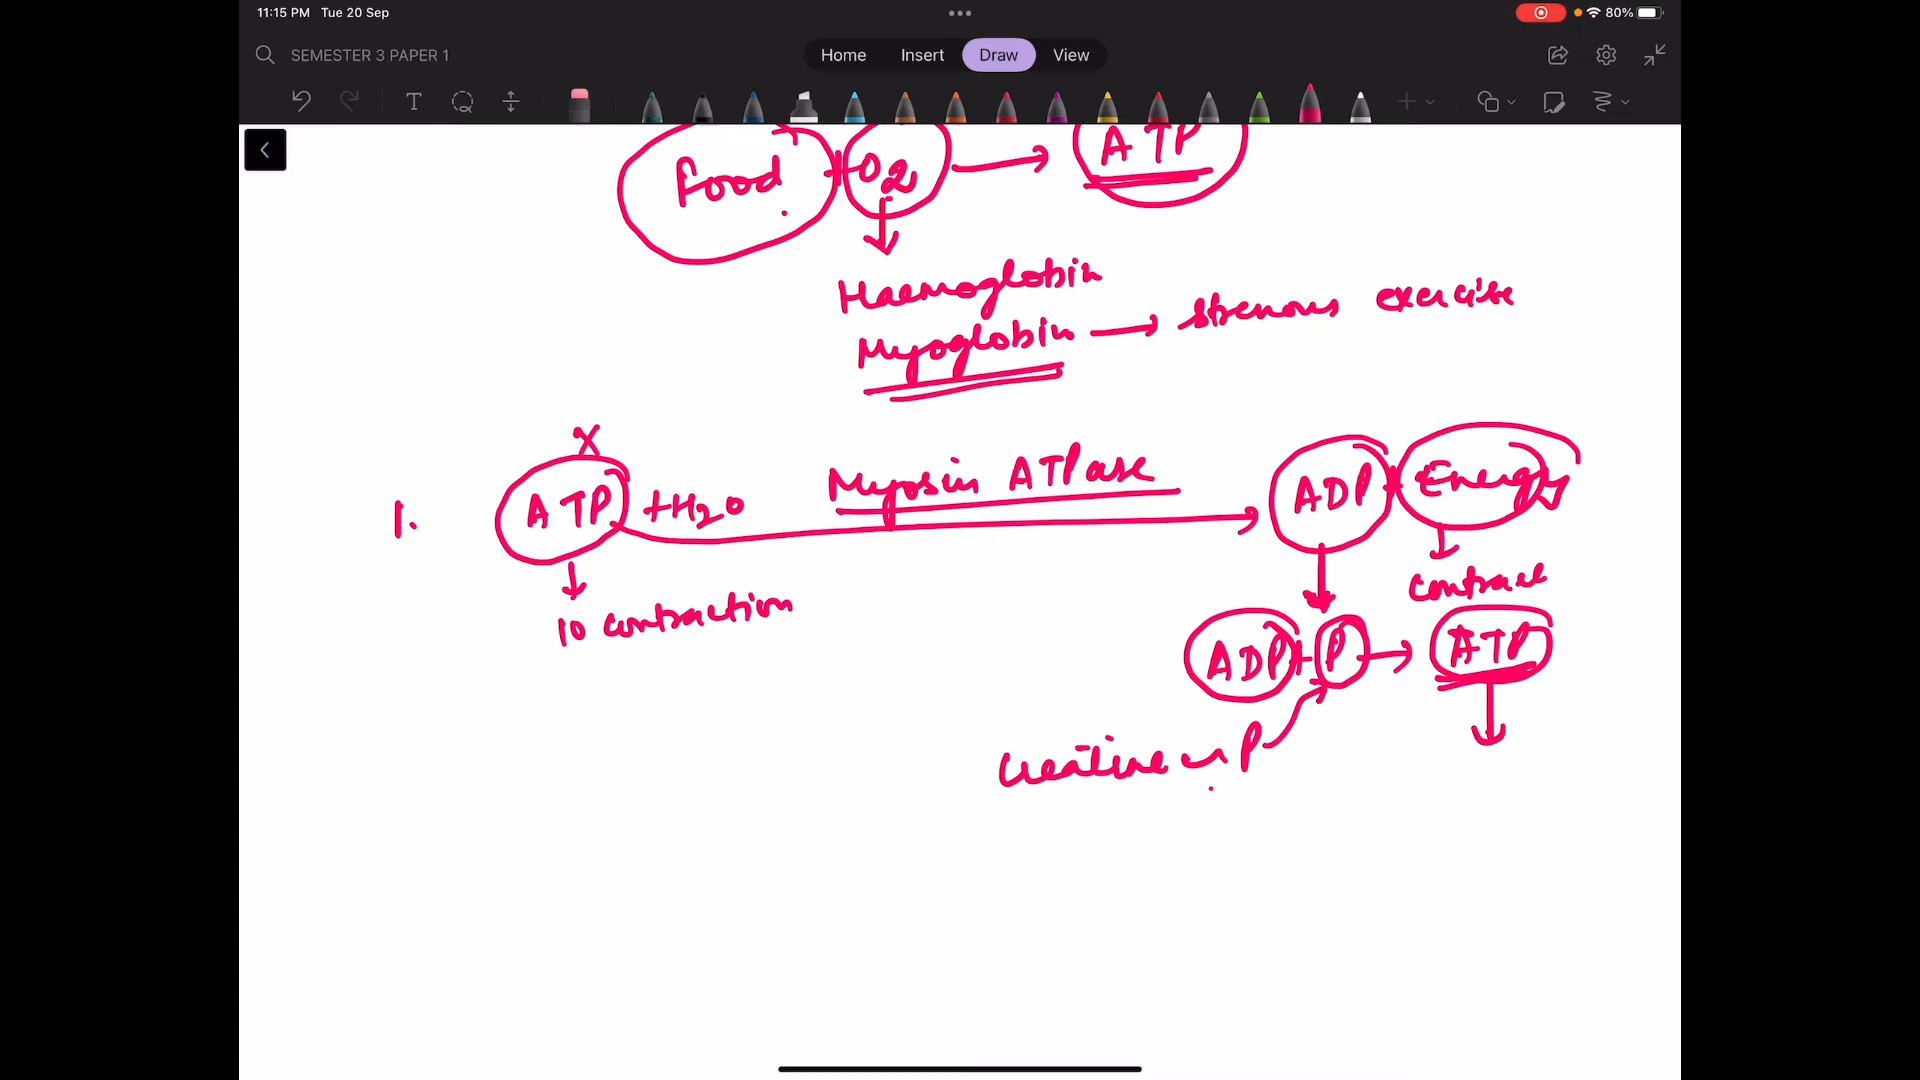 11:15 PM Tue 20 Sep
80%
SEMESTER 3 PAPER 1
Home Insert Draw View
T
food + O2 → ATP
Haemoglobin
Myoglobin → strenous exercise
X
1. ATP + H2O Myosin ATPase → ADP + Energy
10 contraction
contract
ADP + P → ATP
Creatine ~ P